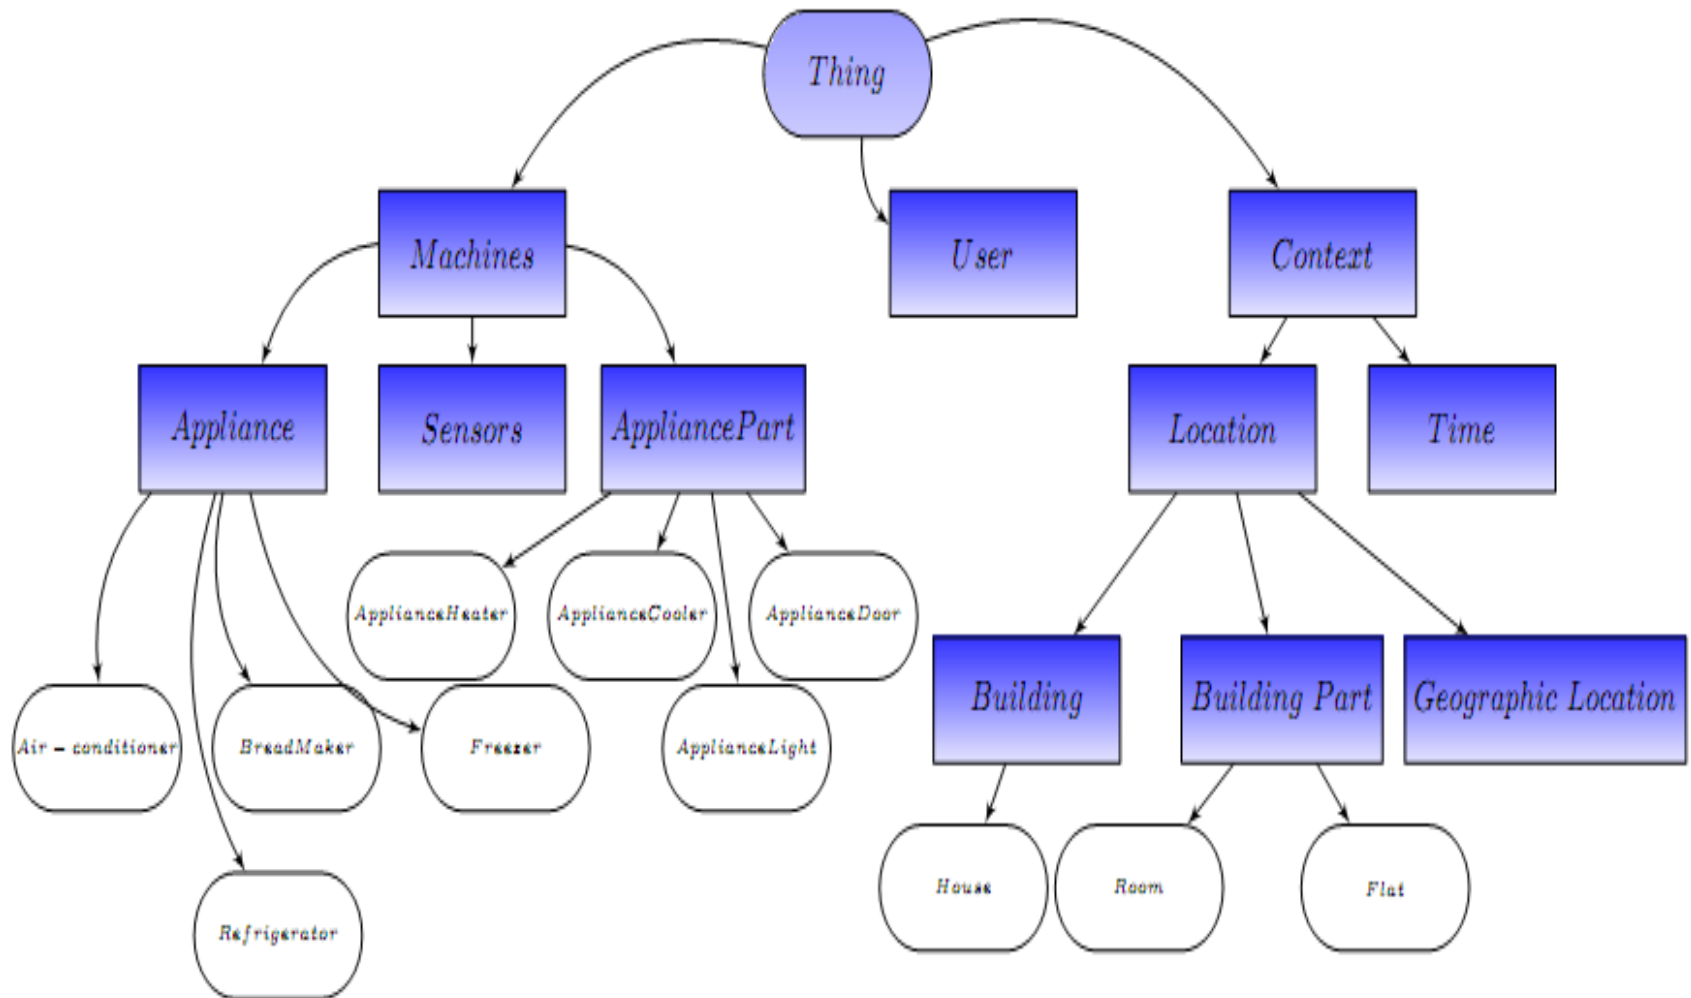 Thing
Machines
User
Context
Appliance
Sensors
AppliancePart
Location
Time
ApplianceHeater
ApplianceCooler
ApplianceDoor
Building
Building Part
Geographic Location
Air – conditioner
BreadMaker
Freezer
ApplianceLight
House
Room
Flat
Refrigerator